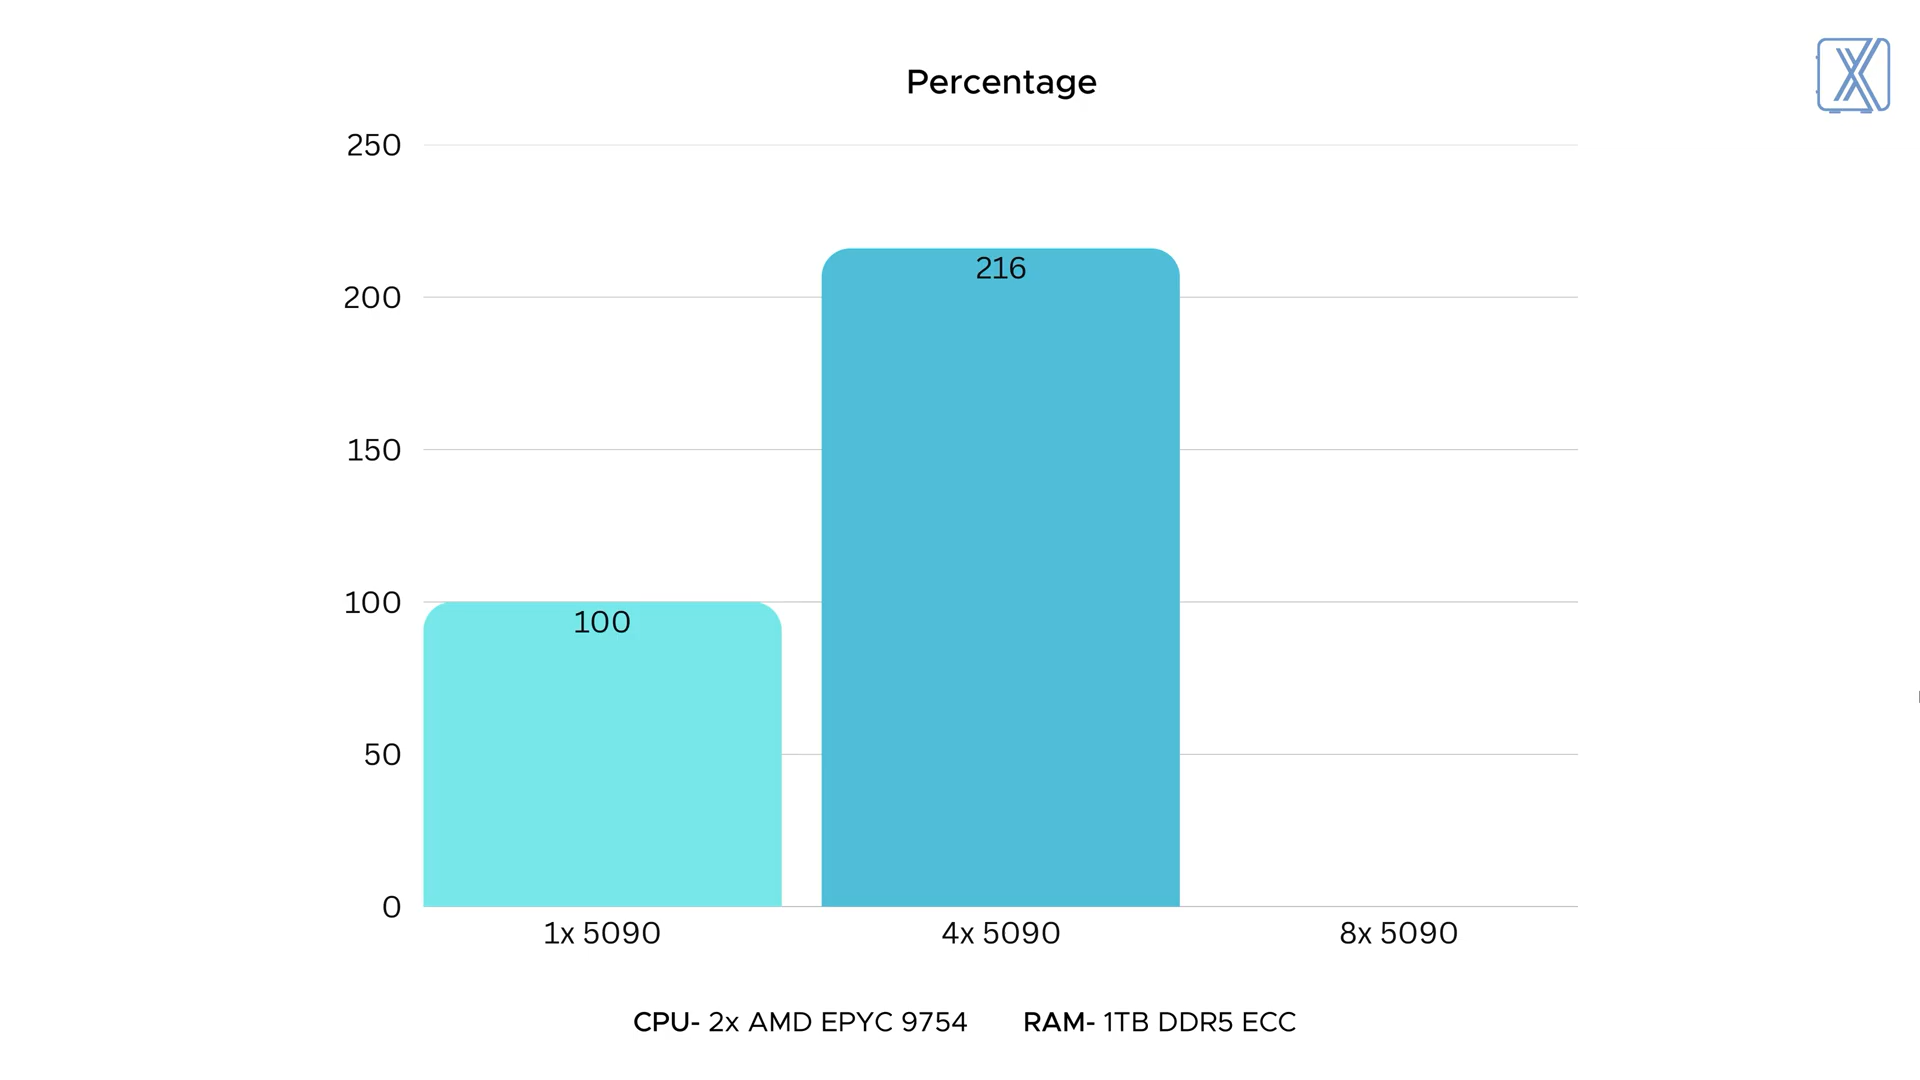 Percentage
250
200
150
100
50
0
216
100
1x 5090
4x 5090
8x 5090
CPU- 2x AMD EPYC 9754
RAM- 1TB DDR5 ECC